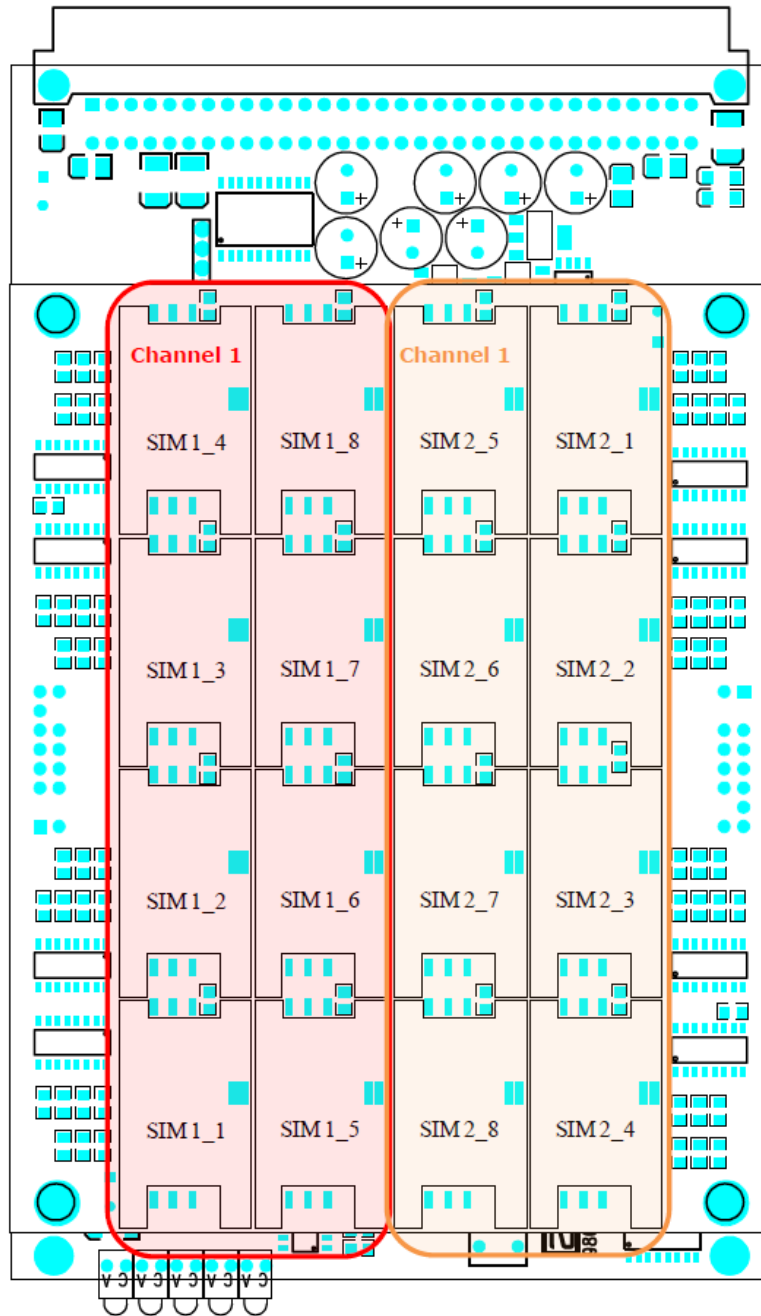 Channel 1 Channel 1
SIM1_4 SIM1_8 SIM2_5 SIM2_1
SIM1_3 SIM1_7 SIM2_6 SIM2_2
SIM1_2 SIM1_6 SIM2_7 SIM2_3
SIM1_1 SIM1_5 SIM2_8 SIM2_4
A C A C A C A C A C